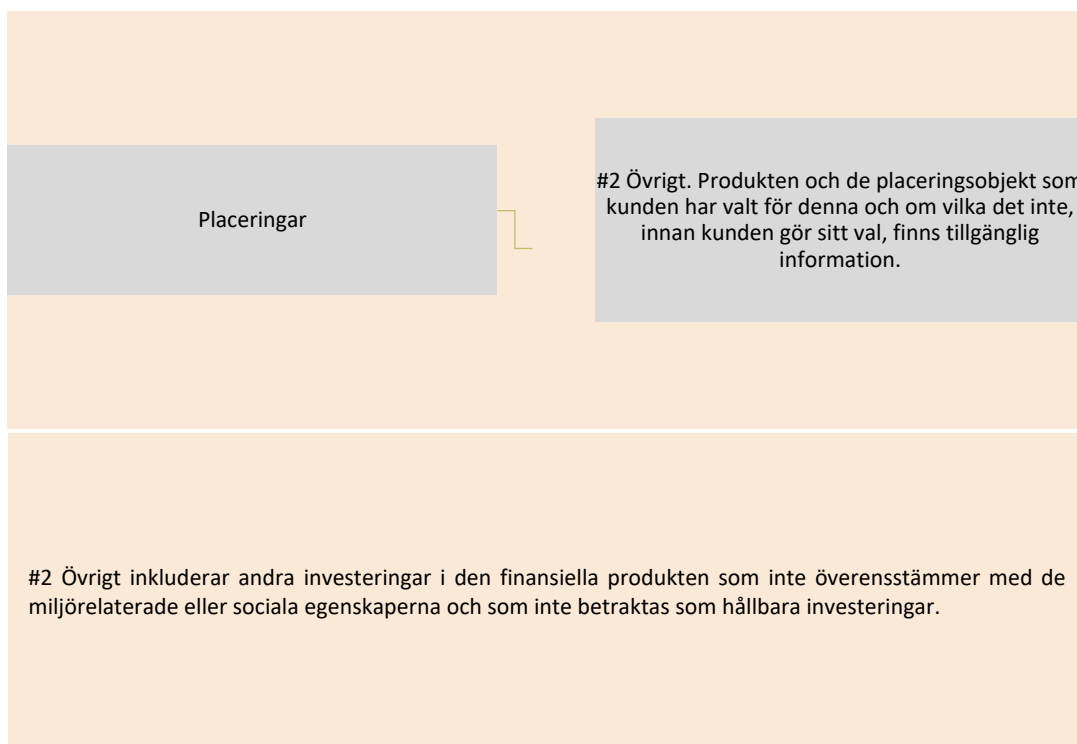 Placeringar
#2 Övrigt. Produkten och de placeringsobjekt som
kunden har valt för denna och om vilka det inte,
innan kunden gör sitt val, finns tillgänglig
information.
#2 Övrigt inkluderar andra investeringar i den finansiella produkten som inte överensstämmer med de
miljörelaterade eller sociala egenskaperna och som inte betraktas som hållbara investeringar.